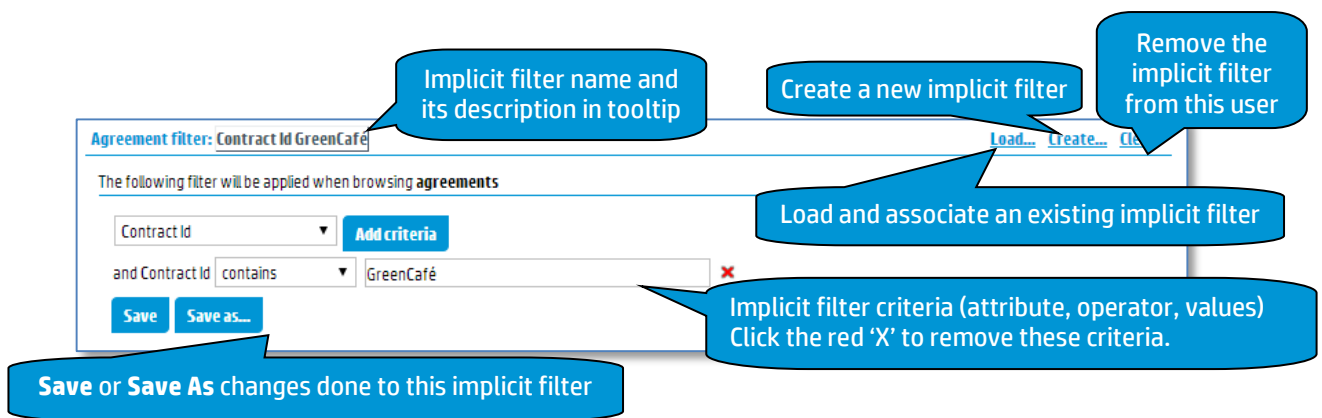 Remove the
implicit filter
from this user
Implicit filter name and
its description in tooltip
Create a new implicit filter
Agreement filter: Contract Id GreenCafé
Load... Create...
The following filter will be applied when browsing agreements
Load and associate an existing implicit filter
Contract Id
Add criteria
and Contract Id contains GreenCafé
Implicit filter criteria (attribute, operator, values)
Click the red ‘X’ to remove these criteria.
Save Save as...
Save or Save As changes done to this implicit filter